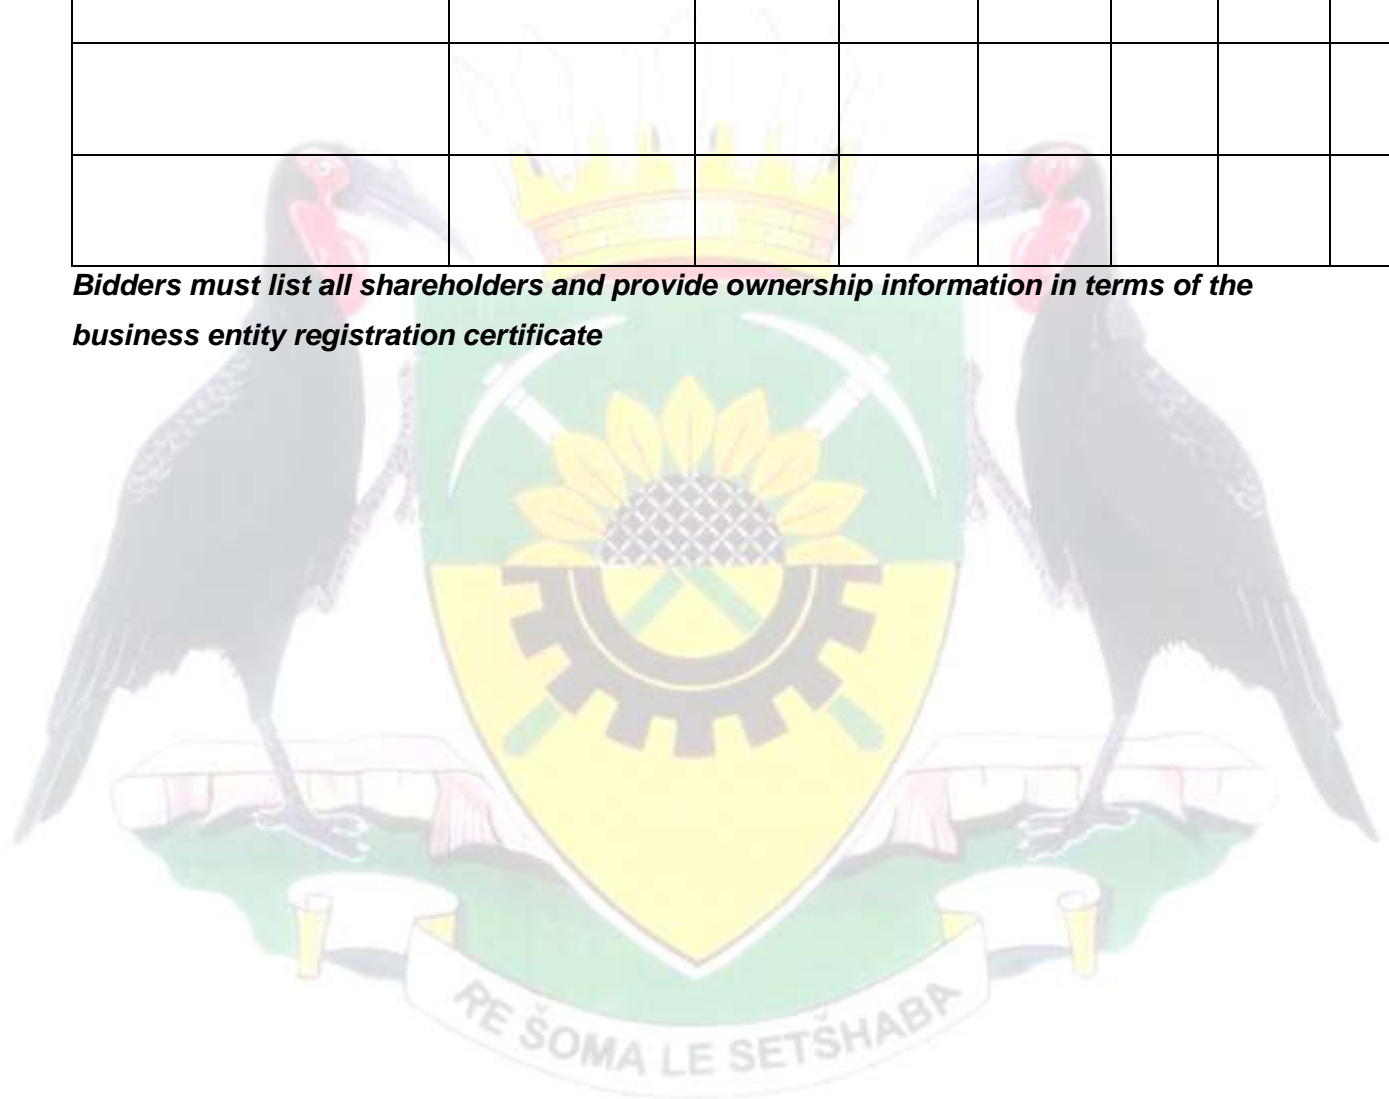 Bidders must list all shareholders and provide ownership information in terms of the
business entity registration certificate
RE ŠOMA LE SETŠHABA